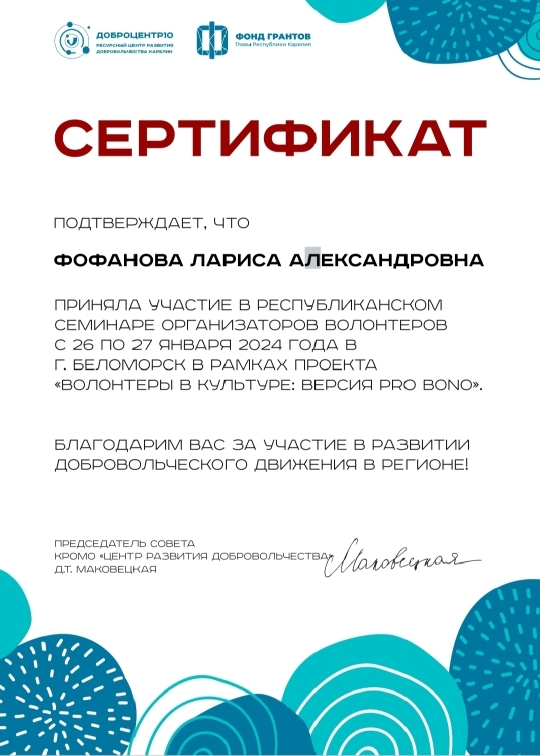 ДОБРОЦЕНТР10
РЕСУРСНЫЙ ЦЕНТР РАЗВИТИЯ
ДОБРОВОЛЬЧЕСТВА КАРЕЛИИ
ФОНД ГРАНТОВ
Главы Республики Карелия
СЕРТИФИКАТ
ПОДТВЕРЖДАЕТ, ЧТО
ФОФАНОВА ЛАРИСА АЛЕКСАНДРОВНА
ПРИНЯЛА УЧАСТИЕ В РЕСПУБЛИКАНСКОМ
СЕМИНАРЕ ОРГАНИЗАТОРОВ ВОЛОНТЕРОВ
С 26 ПО 27 ЯНВАРЯ 2024 ГОДА В
Г. БЕЛОМОРСК В РАМКАХ ПРОЕКТА
«ВОЛОНТЕРЫ В КУЛЬТУРЕ: ВЕРСИЯ PRO BONO».
БЛАГОДАРИМ ВАС ЗА УЧАСТИЕ В РАЗВИТИИ
ДОБРОВОЛЬЧЕСКОГО ДВИЖЕНИЯ В РЕГИОНЕ!
ПРЕДСЕДАТЕЛЬ СОВЕТА
КРОМО «ЦЕНТР РАЗВИТИЯ ДОБРОВОЛЬЧЕСТВА»
Д.Т. МАКОВЕЦКАЯ
Маковецкая